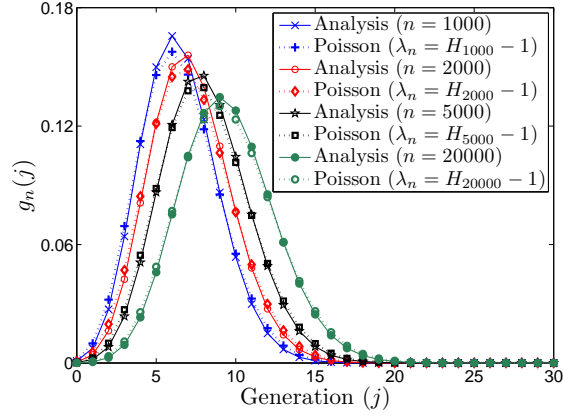 0.18
0.12
0.06
0
g_n(j)
Analysis (n = 1000)
Poisson (λ_n = H_1000 − 1)
Analysis (n = 2000)
Poisson (λ_n = H_2000 − 1)
Analysis (n = 5000)
Poisson (λ_n = H_5000 − 1)
Analysis (n = 20000)
Poisson (λ_n = H_20000 − 1)
0 5 10 15 20 25 30
Generation (j)